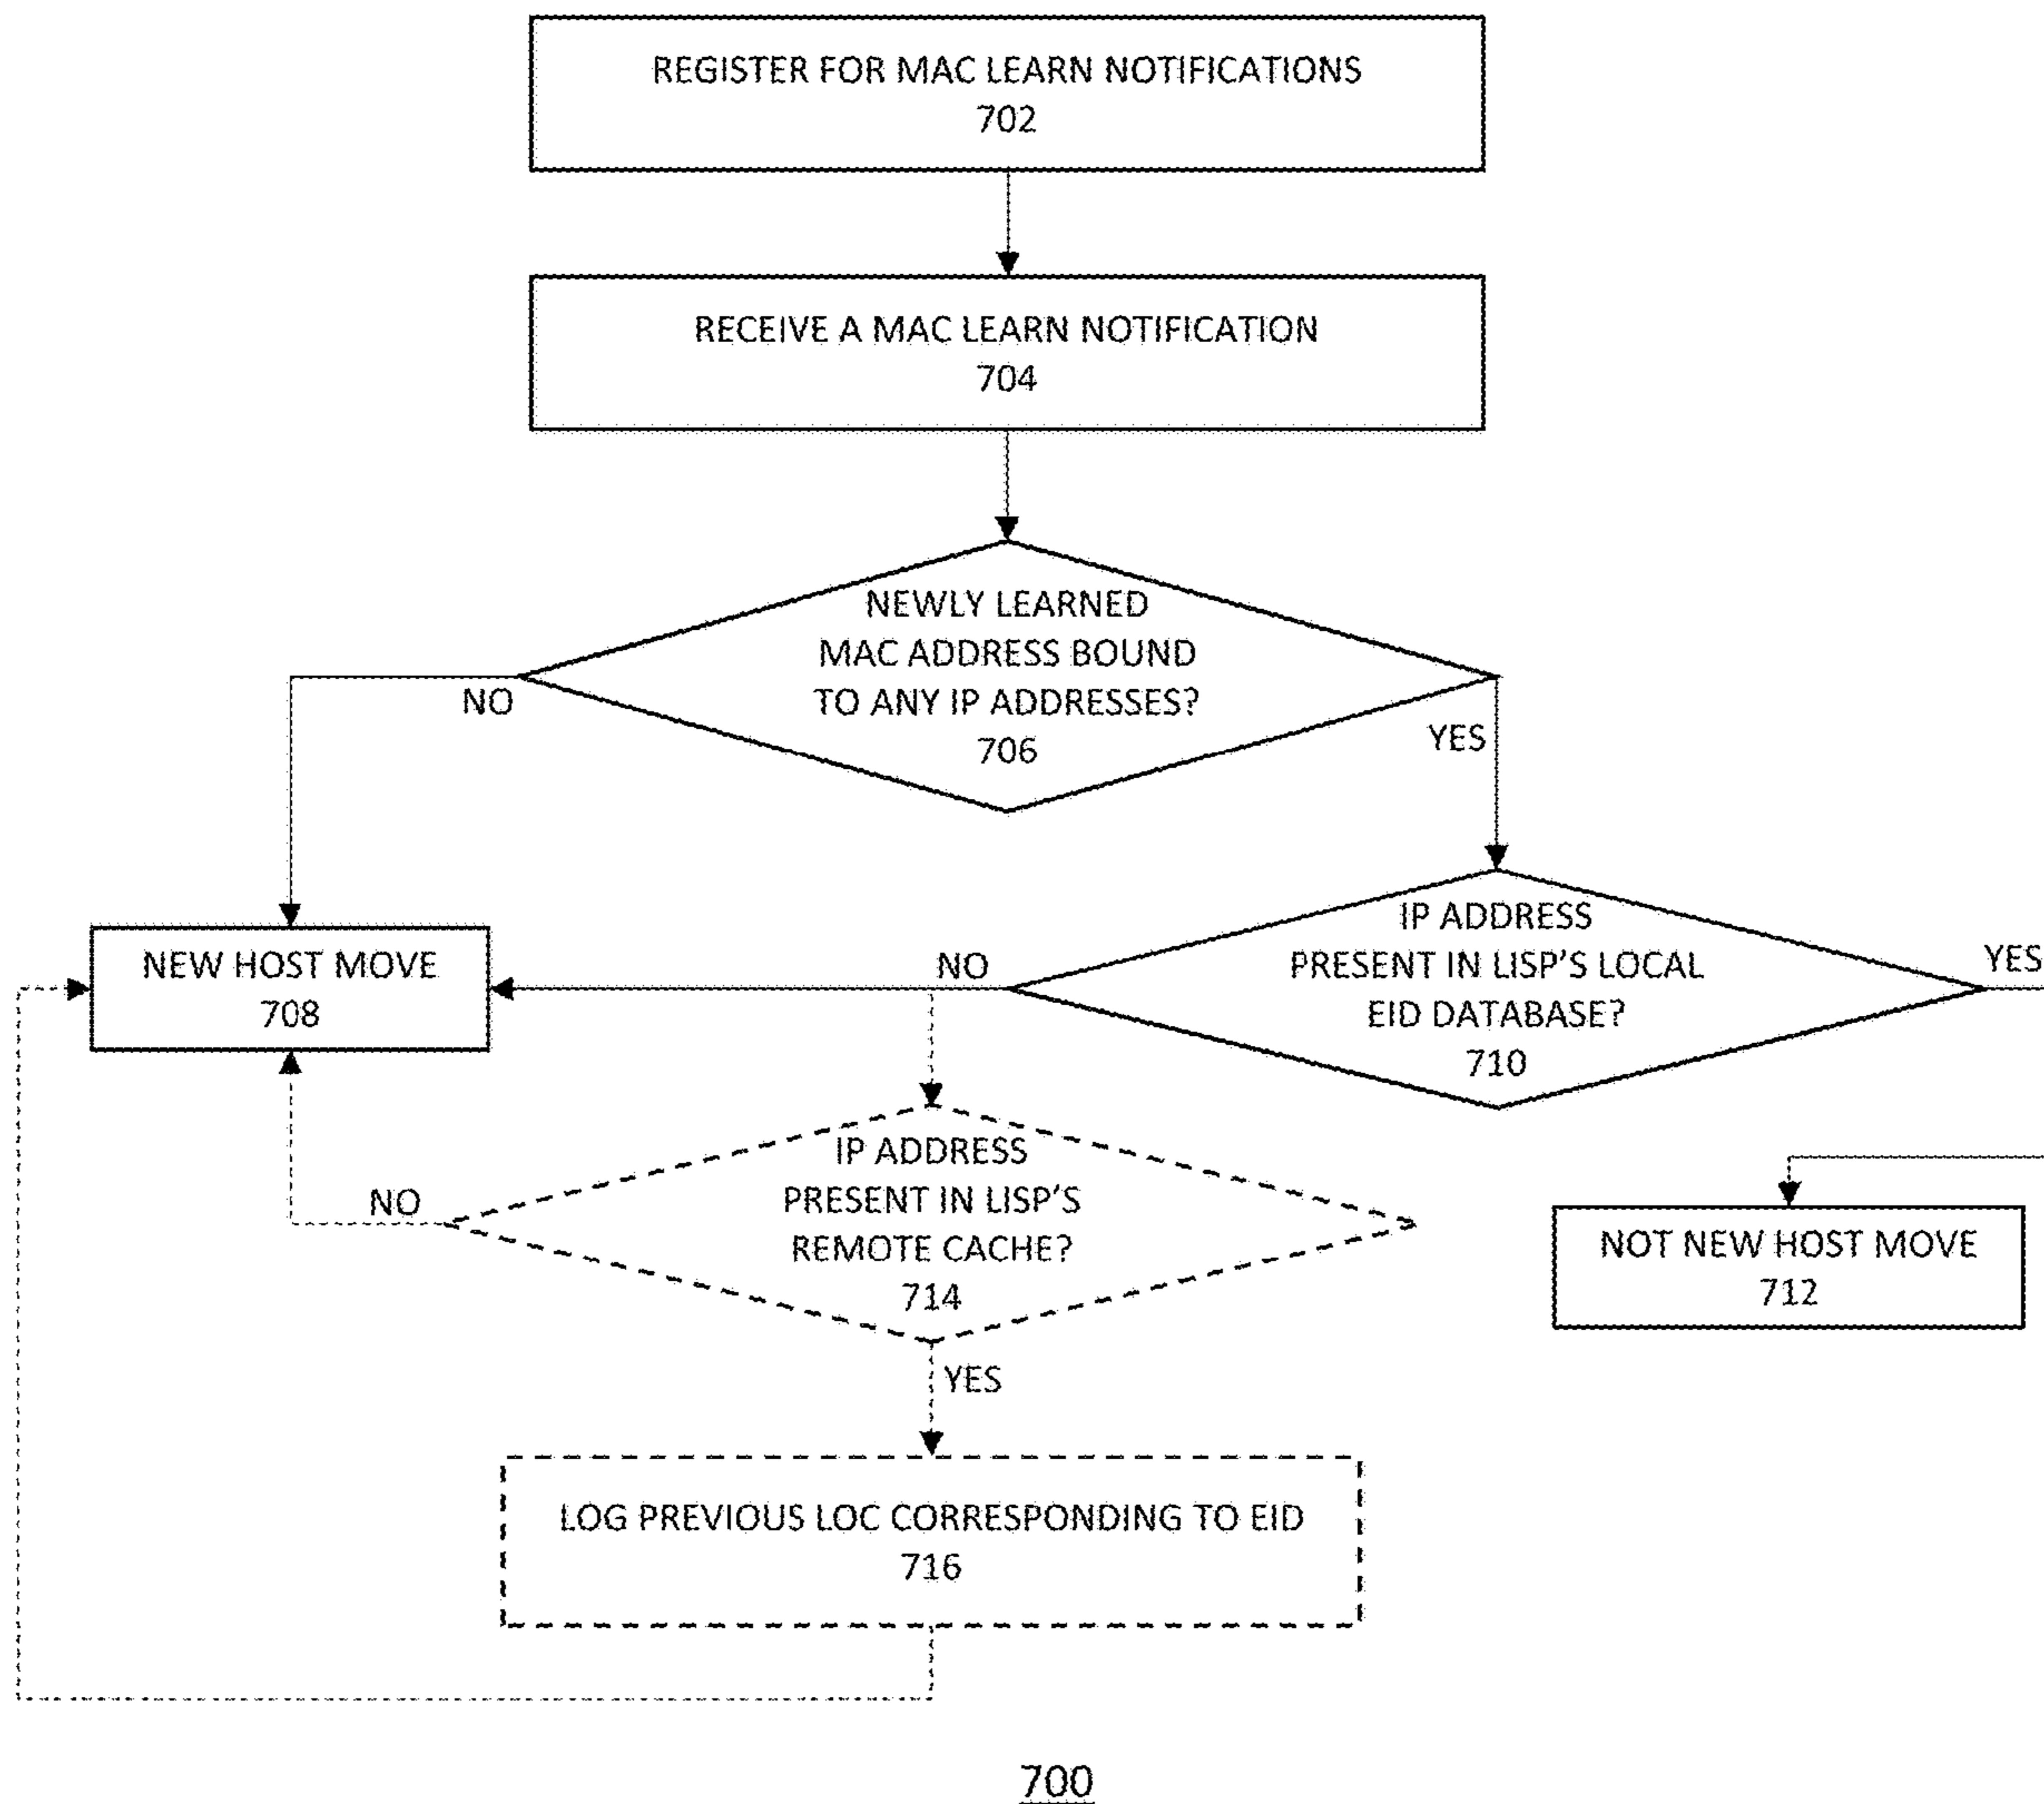 REGISTER FOR MAC LEARN NOTIFICATIONS
702
RECEIVE A MAC LEARN NOTIFICATION
704
NEWLY LEARNED
MAC ADDRESS BOUND
TO ANY IP ADDRESSES?
706
NO
YES
NEW HOST MOVE
708
NO
IP ADDRESS
PRESENT IN LISP'S LOCAL
EID DATABASE?
710
YES
IP ADDRESS
PRESENT IN LISP'S
REMOTE CACHE?
714
NO
YES
NOT NEW HOST MOVE
712
LOG PREVIOUS LOC CORRESPONDING TO EID
716
700